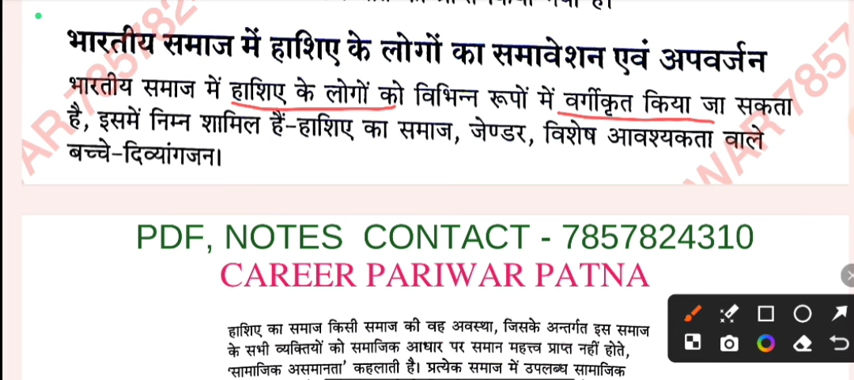 भारतीय समाज में हाशिए के लोगों का समावेशन एवं अपवर्जन
भारतीय समाज में हाशिए के लोगों को विभिन्न रूपों में वर्गीकृत किया जा सकता
है, इसमें निम्न शामिल हैं-हाशिए का समाज, जेण्डर, विशेष आवश्यकता वाले
बच्चे-दिव्यांगजन।
PDF, NOTES CONTACT - 7857824310
CAREER PARIWAR PATNA
हाशिए का समाज किसी समाज की वह अवस्था, जिसके अन्तर्गत इस समाज
के सभी व्यक्तियों को समाजिक आधार पर समान महत्त्व प्राप्त नहीं होते,
'सामाजिक असमानता' कहलाती है। प्रत्येक समाज में उपलब्ध सामाजिक